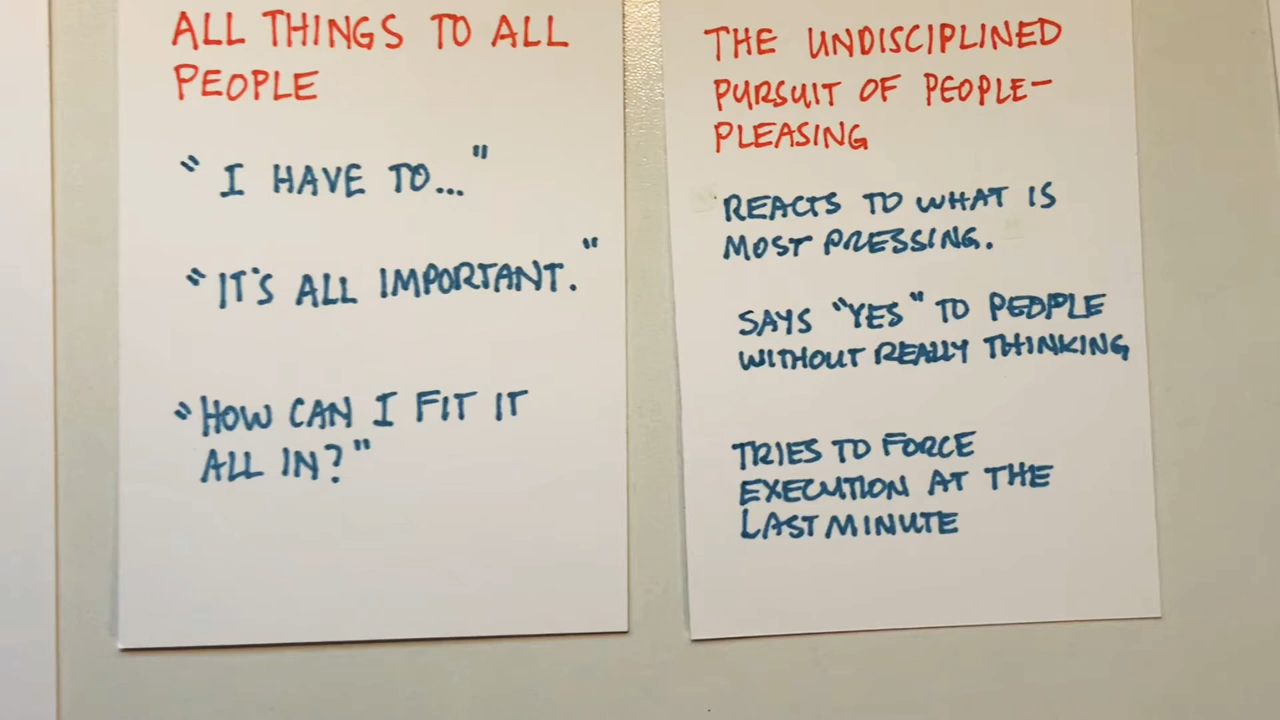 ALL THINGS TO ALL
PEOPLE
"I HAVE TO..."
"IT'S ALL IMPORTANT."
"HOW CAN I FIT IT
ALL IN?"
THE UNDISCIPLINED
PURSUIT OF PEOPLE-
PLEASING
REACTS TO WHAT IS
MOST PRESSING.
SAYS "YES" TO PEOPLE
WITHOUT REALLY THINKING
TRIES TO FORCE
EXECUTION AT THE
LAST MINUTE